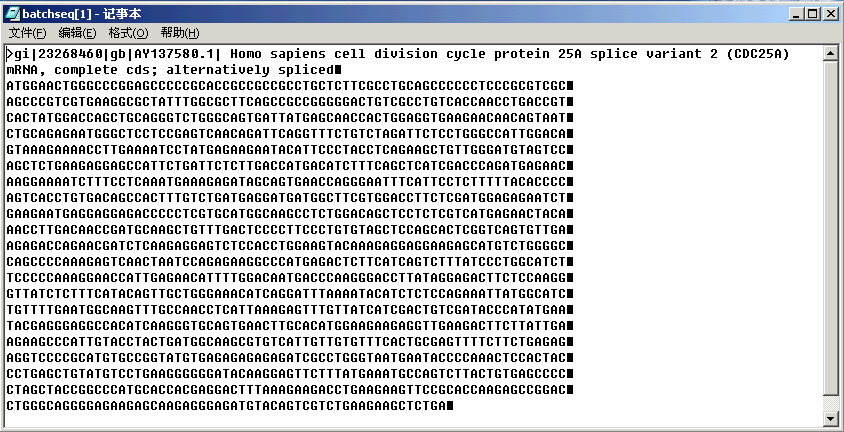 batchseq[1] - 记事本
文件(F) 编辑(E) 格式(O) 帮助(H)
>gi|23268460|gb|AY137580.1| Homo sapiens cell division cycle protein 25A splice variant 2 (CDC25A)
mRNA, complete cds; alternatively spliced■
ATGGAACTGGGCCCGGAGCCCCCGCACCGCCGCCGCCTGCTCTTCGCCTGCAGCCCCCCTCCCGCGTCGC■
AGCCCGTCGTGAAGGCGCTATTTGGCGCTTCAGCCGCCGGGGGACTGTCGCCTGTCACCAACCTGACCGT■
CACTATGGACCAGCTGCAGGGTCTGGGCAGTGATTATGAGCAACCACTGGAGGTGAAGAACAACAGTAAT■
CTGCAGAGAATGGGCTCCTCCGAGTCAACAGATTCAGGTTTCTGTCTAGATTCTCCTGGGCCATTGGACA■
GTAAAGAAAACCTTGAAAATCCTATGAGAAGAATACATTCCCTACCTCAGAAGCTGTTGGGATGTAGTCC■
AGCTCTGAAGAGGAGCCATTCTGATTCTCTTGACCATGACATCTTTCAGCTCATCGACCCAGATGAGAAC■
AAGGAAAATCTTTCCTCAAATGAAAGAGATAGCAGTGAACCAGGGAATTTCATTCCTCTTTTTACACCCC■
AGTCACCTGTGACAGCCACTTTGTCTGATGAGGATGATGGCTTCGTGGACCTTCTCGATGGAGAGAATCT■
GAAGAATGAGGAGGAGACCCCCTCGTGCATGGCAAGCCTCTGGACAGCTCCTCTCGTCATGAGAACTACA■
AACCTTGACAACCGATGCAAGCTGTTTGACTCCCCTTCCCTGTGTAGCTCCAGCACTCGGTCAGTGTTGA■
AGAGACCAGAACGATCTCAAGAGGAGTCTCCACCTGGAAGTACAAAGAGGAGGAAGAGCATGTCTGGGGC■
CAGCCCCAAAGAGTCAACTAATCCAGAGAAGGCCCATGAGACTCTTCATCAGTCTTTATCCCTGGCATCT■
TCCCCCAAAGGAACCATTGAGAACATTTTGGACAATGACCCAAGGGACCTTATAGGAGACTTCTCCAAGG■
GTTATCTCTTTCATACAGTTGCTGGGAAACATCAGGATTTAAAATACATCTCTCCAGAAATTATGGCATC■
TGTTTTGAATGGCAAGTTTGCCAACCTCATTAAAGAGTTTGTTATCATCGACTGTCGATACCCATATGAA■
TACGAGGGAGGCCACATCAAGGGTGCAGTGAACTTGCACATGGAAGAAGAGGTTGAAGACTTCTTATTGA■
AGAAGCCCATTGTACCTACTGATGGCAAGCGTGTCATTGTTGTGTTTCACTGCGAGTTTTCTTCTGAGAG■
AGGTCCCCGCATGTGCCGGTATGTGAGAGAGAGAGATCGCCTGGGTAATGAATACCCCAAACTCCACTAC■
CCTGAGCTGTATGTCCTGAAGGGGGGATACAAGGAGTTCTTTATGAAATGCCAGTCTTACTGTGAGCCCC■
CTAGCTACCGGCCCATGCACCACGAGGACTTTAAAGAAGACCTGAAGAAGTTCCGCACCAAGAGCCGGAC■
CTGGGCAGGGGAGAAGAGCAAGAGGGAGATGTACAGTCGTCTGAAGAAGCTCTGA■